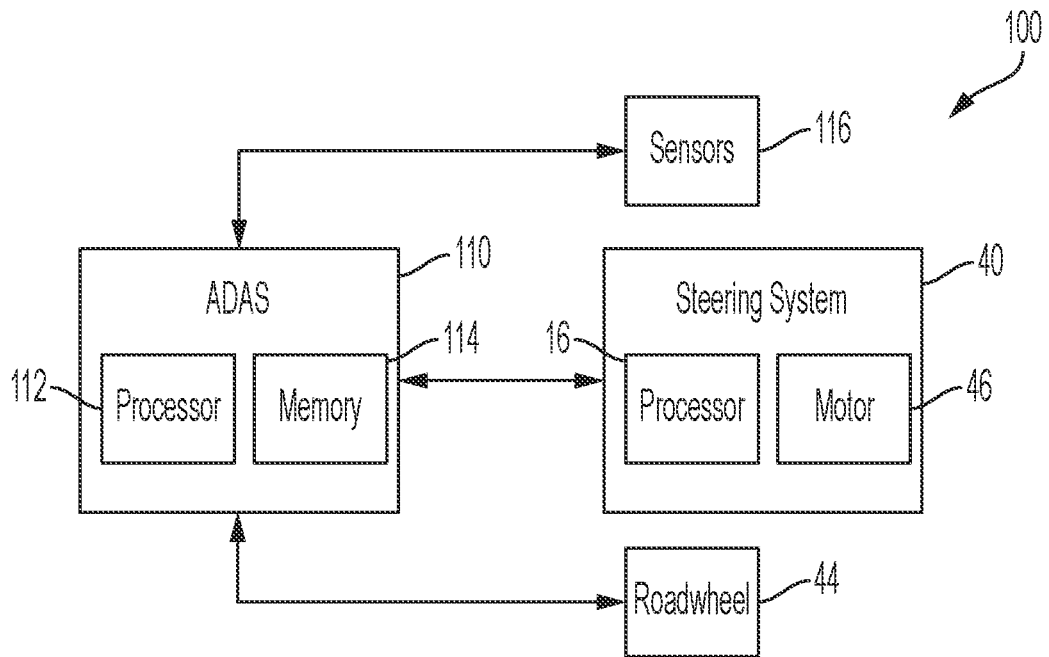 100
Sensors
116
110
ADAS
114
112
Processor
Memory
40
Steering System
16
46
Processor
Motor
Roadwheel
44